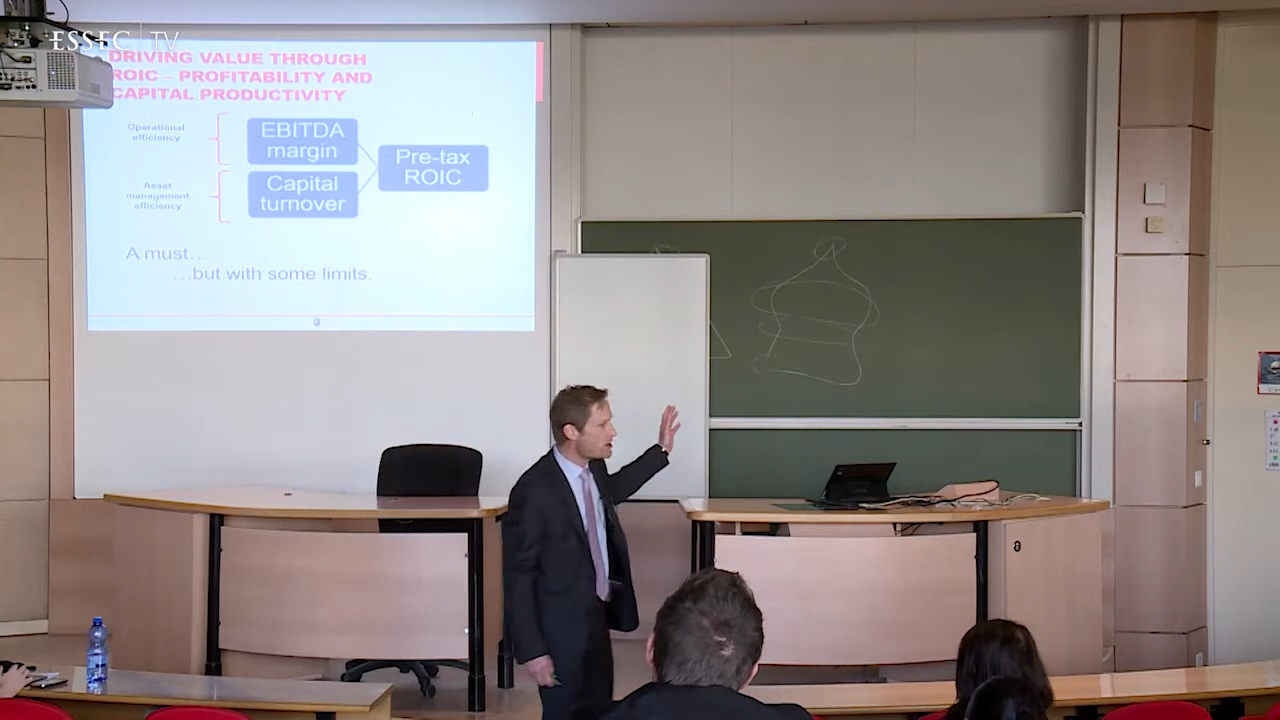 ESSEC TV
DRIVING VALUE THROUGH
ROIC – PROFITABILITY AND
CAPITAL PRODUCTIVITY
Operational
efficiency
EBITDA
margin
Pre-tax
ROIC
Asset
management
efficiency
Capital
turnover
A must…
…but with some limits.